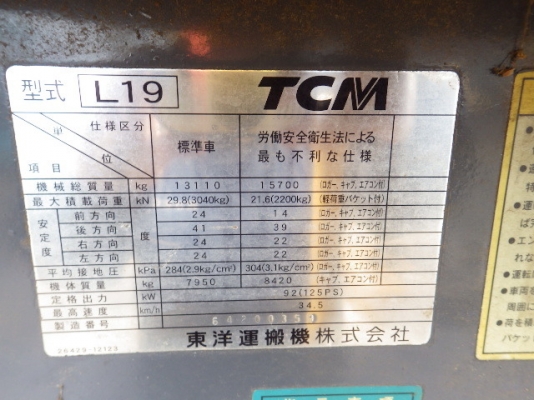 型式 L19 TCM
単位 仕様区分 項目 標準車 労働安全衛生法による最も不利な仕様
機械総質量 kg 13110 15700 (ロガー,キャブ,エアコン付)
最大積載荷重 kN 29.8(3040kg) 21.6(2200kg) (軽荷重バケット付)
安定度 前方向 度 24 14 (ロガー,キャブ,エアコン付)
後方向 41 39 (ロガー,キャブ,エアコン付)
右方向 24 22 (ロガー,キャブ,エアコン付)
左方向 24 22 (ロガー,キャブ,エアコン付)
平均接地圧 kPa 284(2.9kg/cm²) 304(3.1kg/cm²) (ロガー,キャブ,エアコン付)
機体質量 kg 7950 8420 (キャブ,エアコン付)
定格出力 kW 92(125PS)
最高速度 km/h 34.5
製造番号
東洋運搬機株式会社
26429-12123